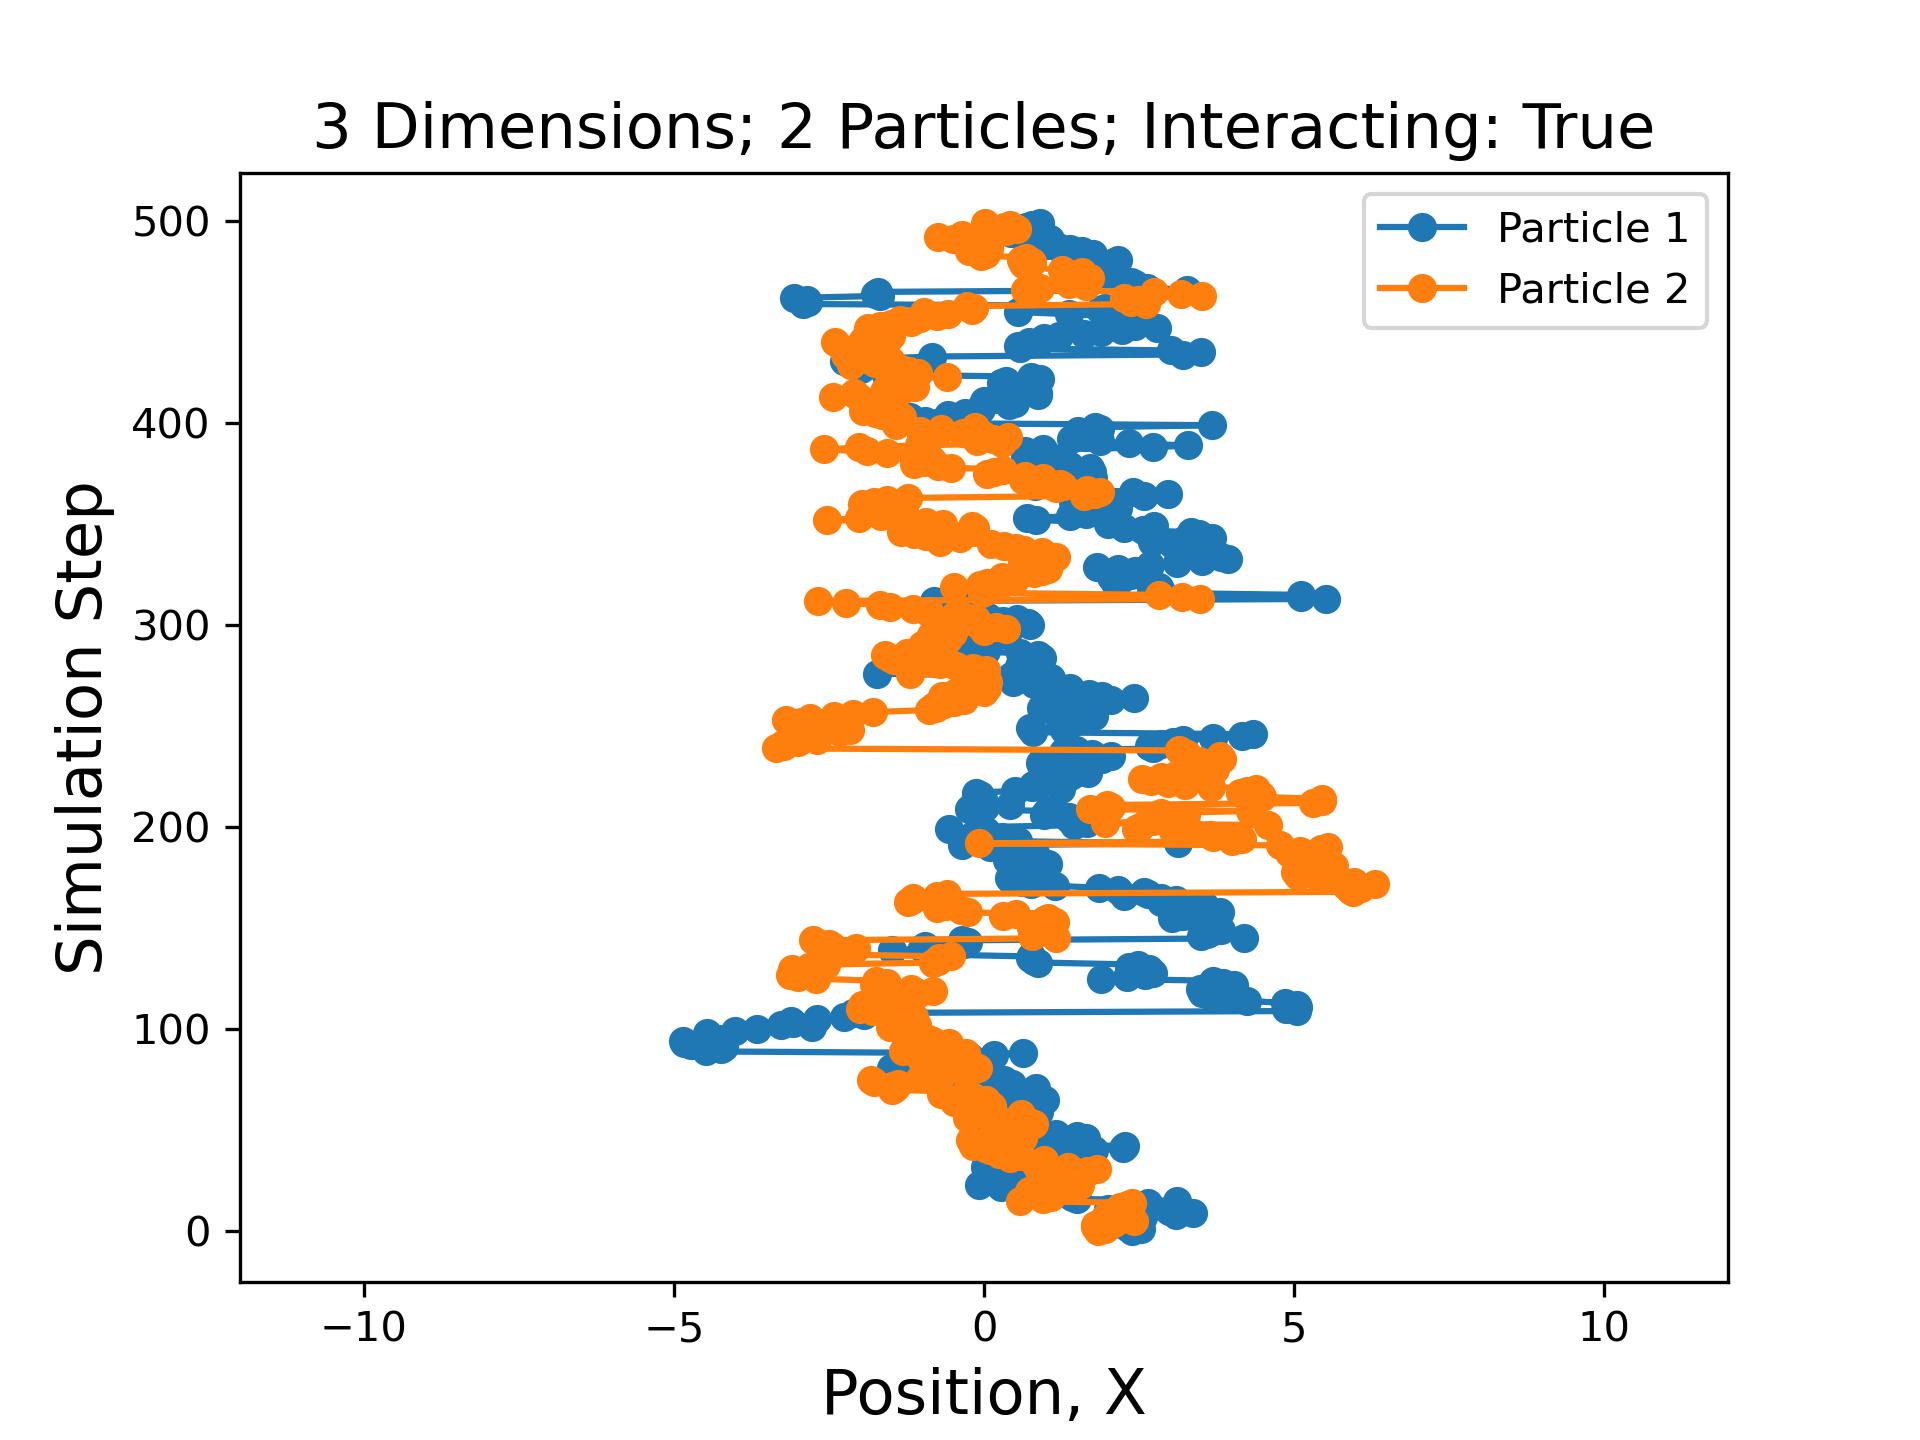 3 Dimensions; 2 Particles; Interacting: True
Particle 1
Particle 2
500
400
300
200
100
0
Simulation Step
−10
−5
0
5
10
Position, X